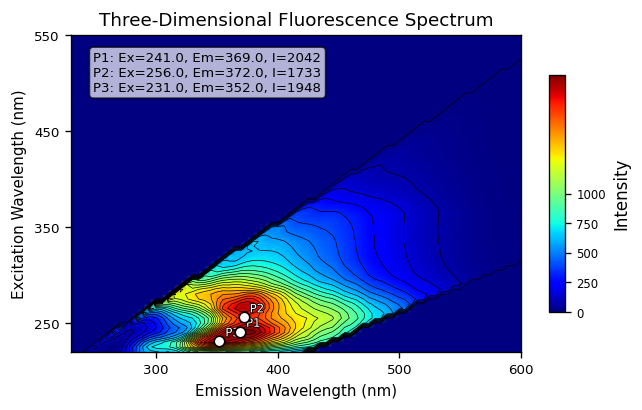 Three-Dimensional Fluorescence Spectrum
P1: Ex=241.0, Em=369.0, I=2042
P2: Ex=256.0, Em=372.0, I=1733
P3: Ex=231.0, Em=352.0, I=1948
550
450
350
250
Excitation Wavelength (nm)
P2
P1
300
400
500
600
Emission Wavelength (nm)
1000
750
500
250
0
Intensity